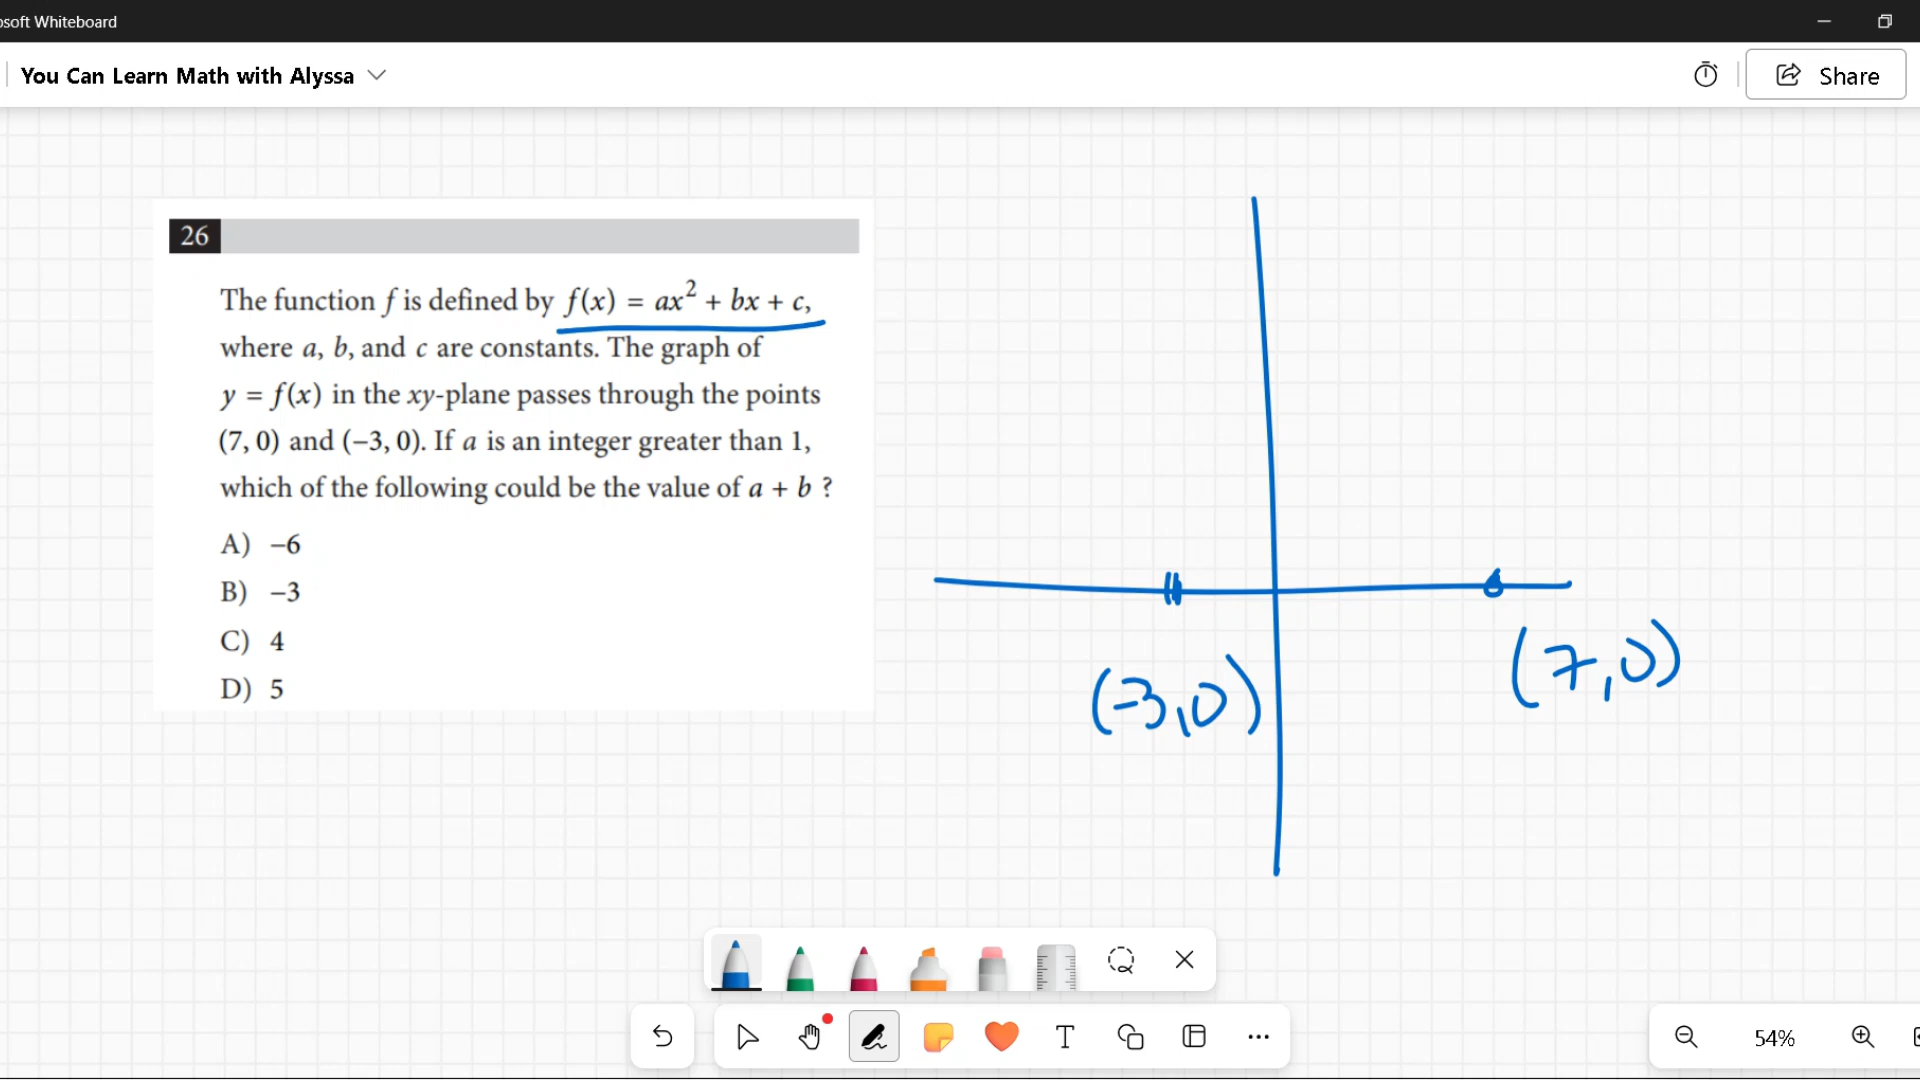 osoft Whiteboard
You Can Learn Math with Alyssa
Share
26
The function f is defined by f(x) = ax² + bx + c,
where a, b, and c are constants. The graph of
y = f(x) in the xy-plane passes through the points
(7, 0) and (−3, 0). If a is an integer greater than 1,
which of the following could be the value of a + b ?
A) −6
B) −3
C) 4
D) 5
(-3,0)
(7,0)
T
54%